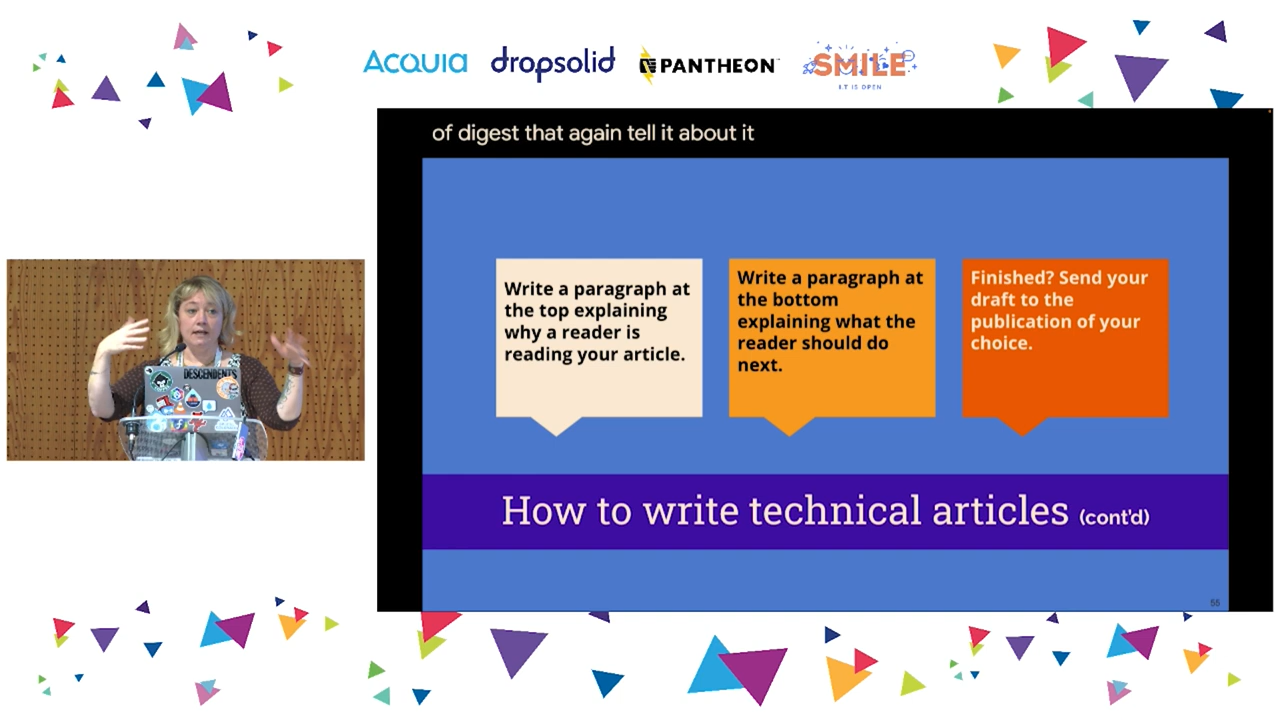 ACQUIA
dropsolid
PANTHEON
SMILE
I.T IS OPEN
of digest that again tell it about it
Write a paragraph at
the top explaining
why a reader is
reading your article.
Write a paragraph at
the bottom
explaining what the
reader should do
next.
Finished? Send your
draft to the
publication of your
choice.
How to write technical articles (cont'd)
55
DESCENDENTS